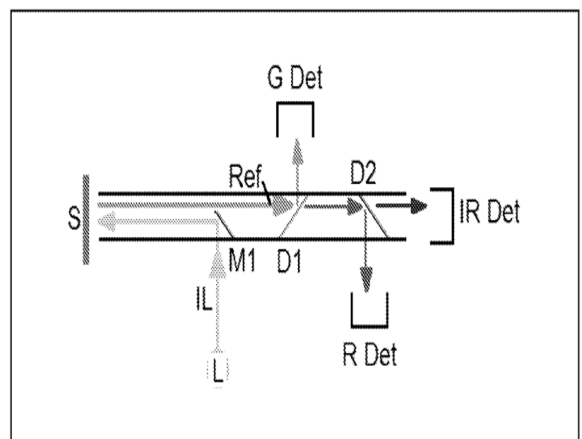 G Det
Ref
D2
S
IR Det
M1
D1
IL
R Det
L